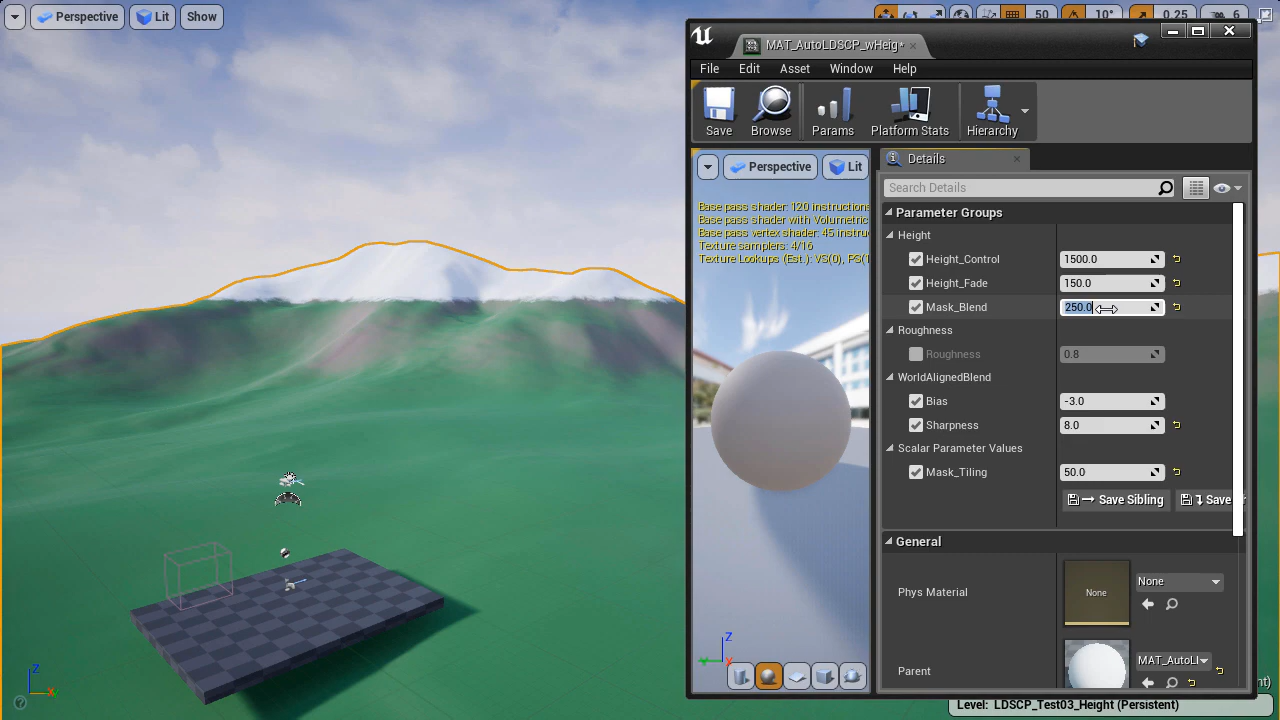 Perspective
Lit
Show
50
10°
0.25
6
MAT_AutoLDSCP_wHeig*
File
Edit
Asset
Window
Help
Save
Browse
Params
Platform Stats
Hierarchy
Perspective
Lit
Base pass shader: 120 instructions
Base pass shader with Volumetric
Base pass vertex shader: 45 instruc
Texture samplers: 4/16
Texture Lookups (Est.): VS(0), PS(1
Z
Details
Search Details
Parameter Groups
Height
Height_Control
1500.0
Height_Fade
150.0
Mask_Blend
250.0
Roughness
Roughness
0.8
WorldAlignedBlend
Bias
-3.0
Sharpness
8.0
Scalar Parameter Values
Mask_Tiling
50.0
Save Sibling
Save
General
Phys Material
None
None
Parent
MAT_AutoLI
Z
Level: LDSCP_Test03_Height (Persistent)